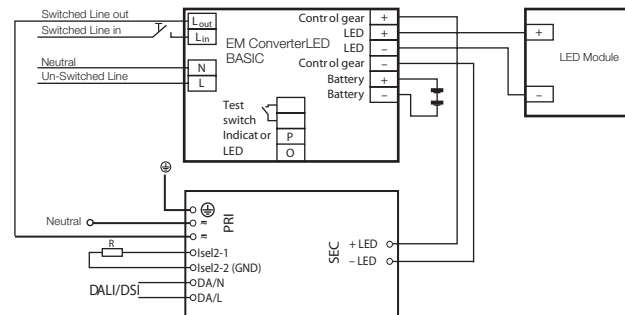 Switched Line out
Switched Line in
Neutral
Un-Switched Line
Lout
Lin
N
L
EM ConverterLED
BASIC
Control gear +
LED +
LED –
Control gear –
Battery +
Battery –
Test
switch
Indicator
LED
P
O
+
–
LED Module
Neutral
R
PRI
≂
≂
Isel2-1
Isel2-2 (GND)
DA/N
DA/L
DALI/DSI
SEC
+ LED
– LED